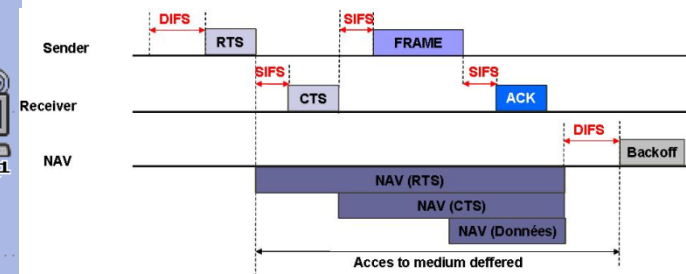 DIFS
SIFS
Sender
RTS
FRAME
SIFS
SIFS
Receiver
CTS
ACK
DIFS
Backoff
NAV
1
NAV (RTS)
NAV (CTS)
NAV (Données)
Acces to medium deffered